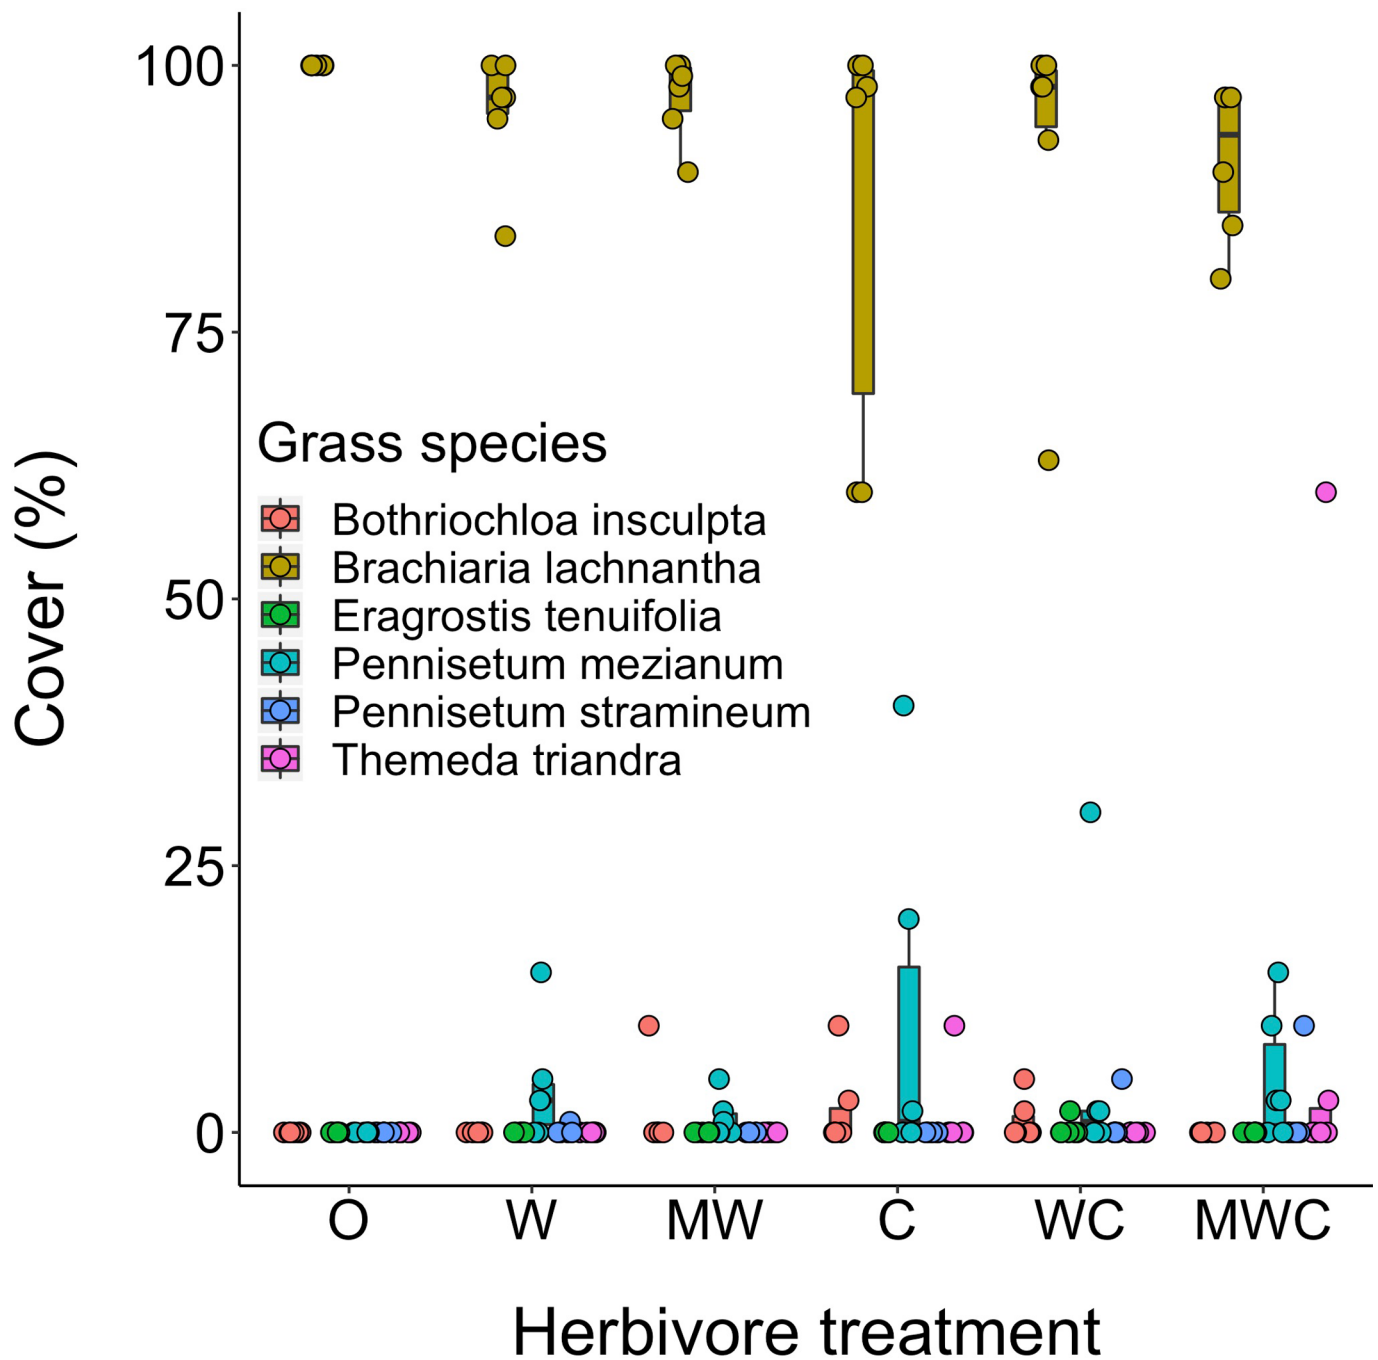 100
75
50
25
0
Cover (%)
Grass species
Bothriochloa insculpta
Brachiaria lachnantha
Eragrostis tenuifolia
Pennisetum mezianum
Pennisetum stramineum
Themeda triandra
O W MW C WC MWC
Herbivore treatment